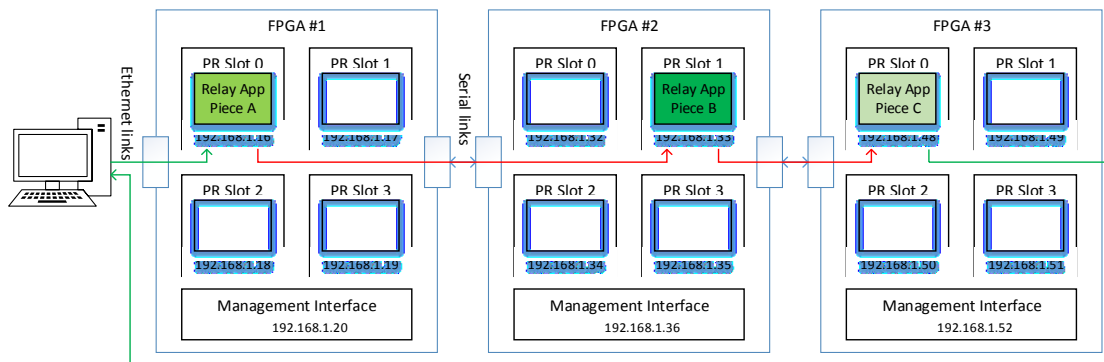 FPGA #1
FPGA #2
FPGA #3
PR Slot 0
PR Slot 1
PR Slot 0
PR Slot 1
PR Slot 0
PR Slot 1
Ethernet links
Relay App
Piece A
Serial links
Relay App
Piece B
Relay App
Piece C
192.168.1.16
192.168.1.17
192.168.1.32
192.168.1.33
192.168.1.48
192.168.1.49
PR Slot 2
PR Slot 3
PR Slot 2
PR Slot 3
PR Slot 2
PR Slot 3
192.168.1.18
192.168.1.19
192.168.1.34
192.168.1.35
192.168.1.50
192.168.1.51
Management Interface
192.168.1.20
Management Interface
192.168.1.36
Management Interface
192.168.1.52